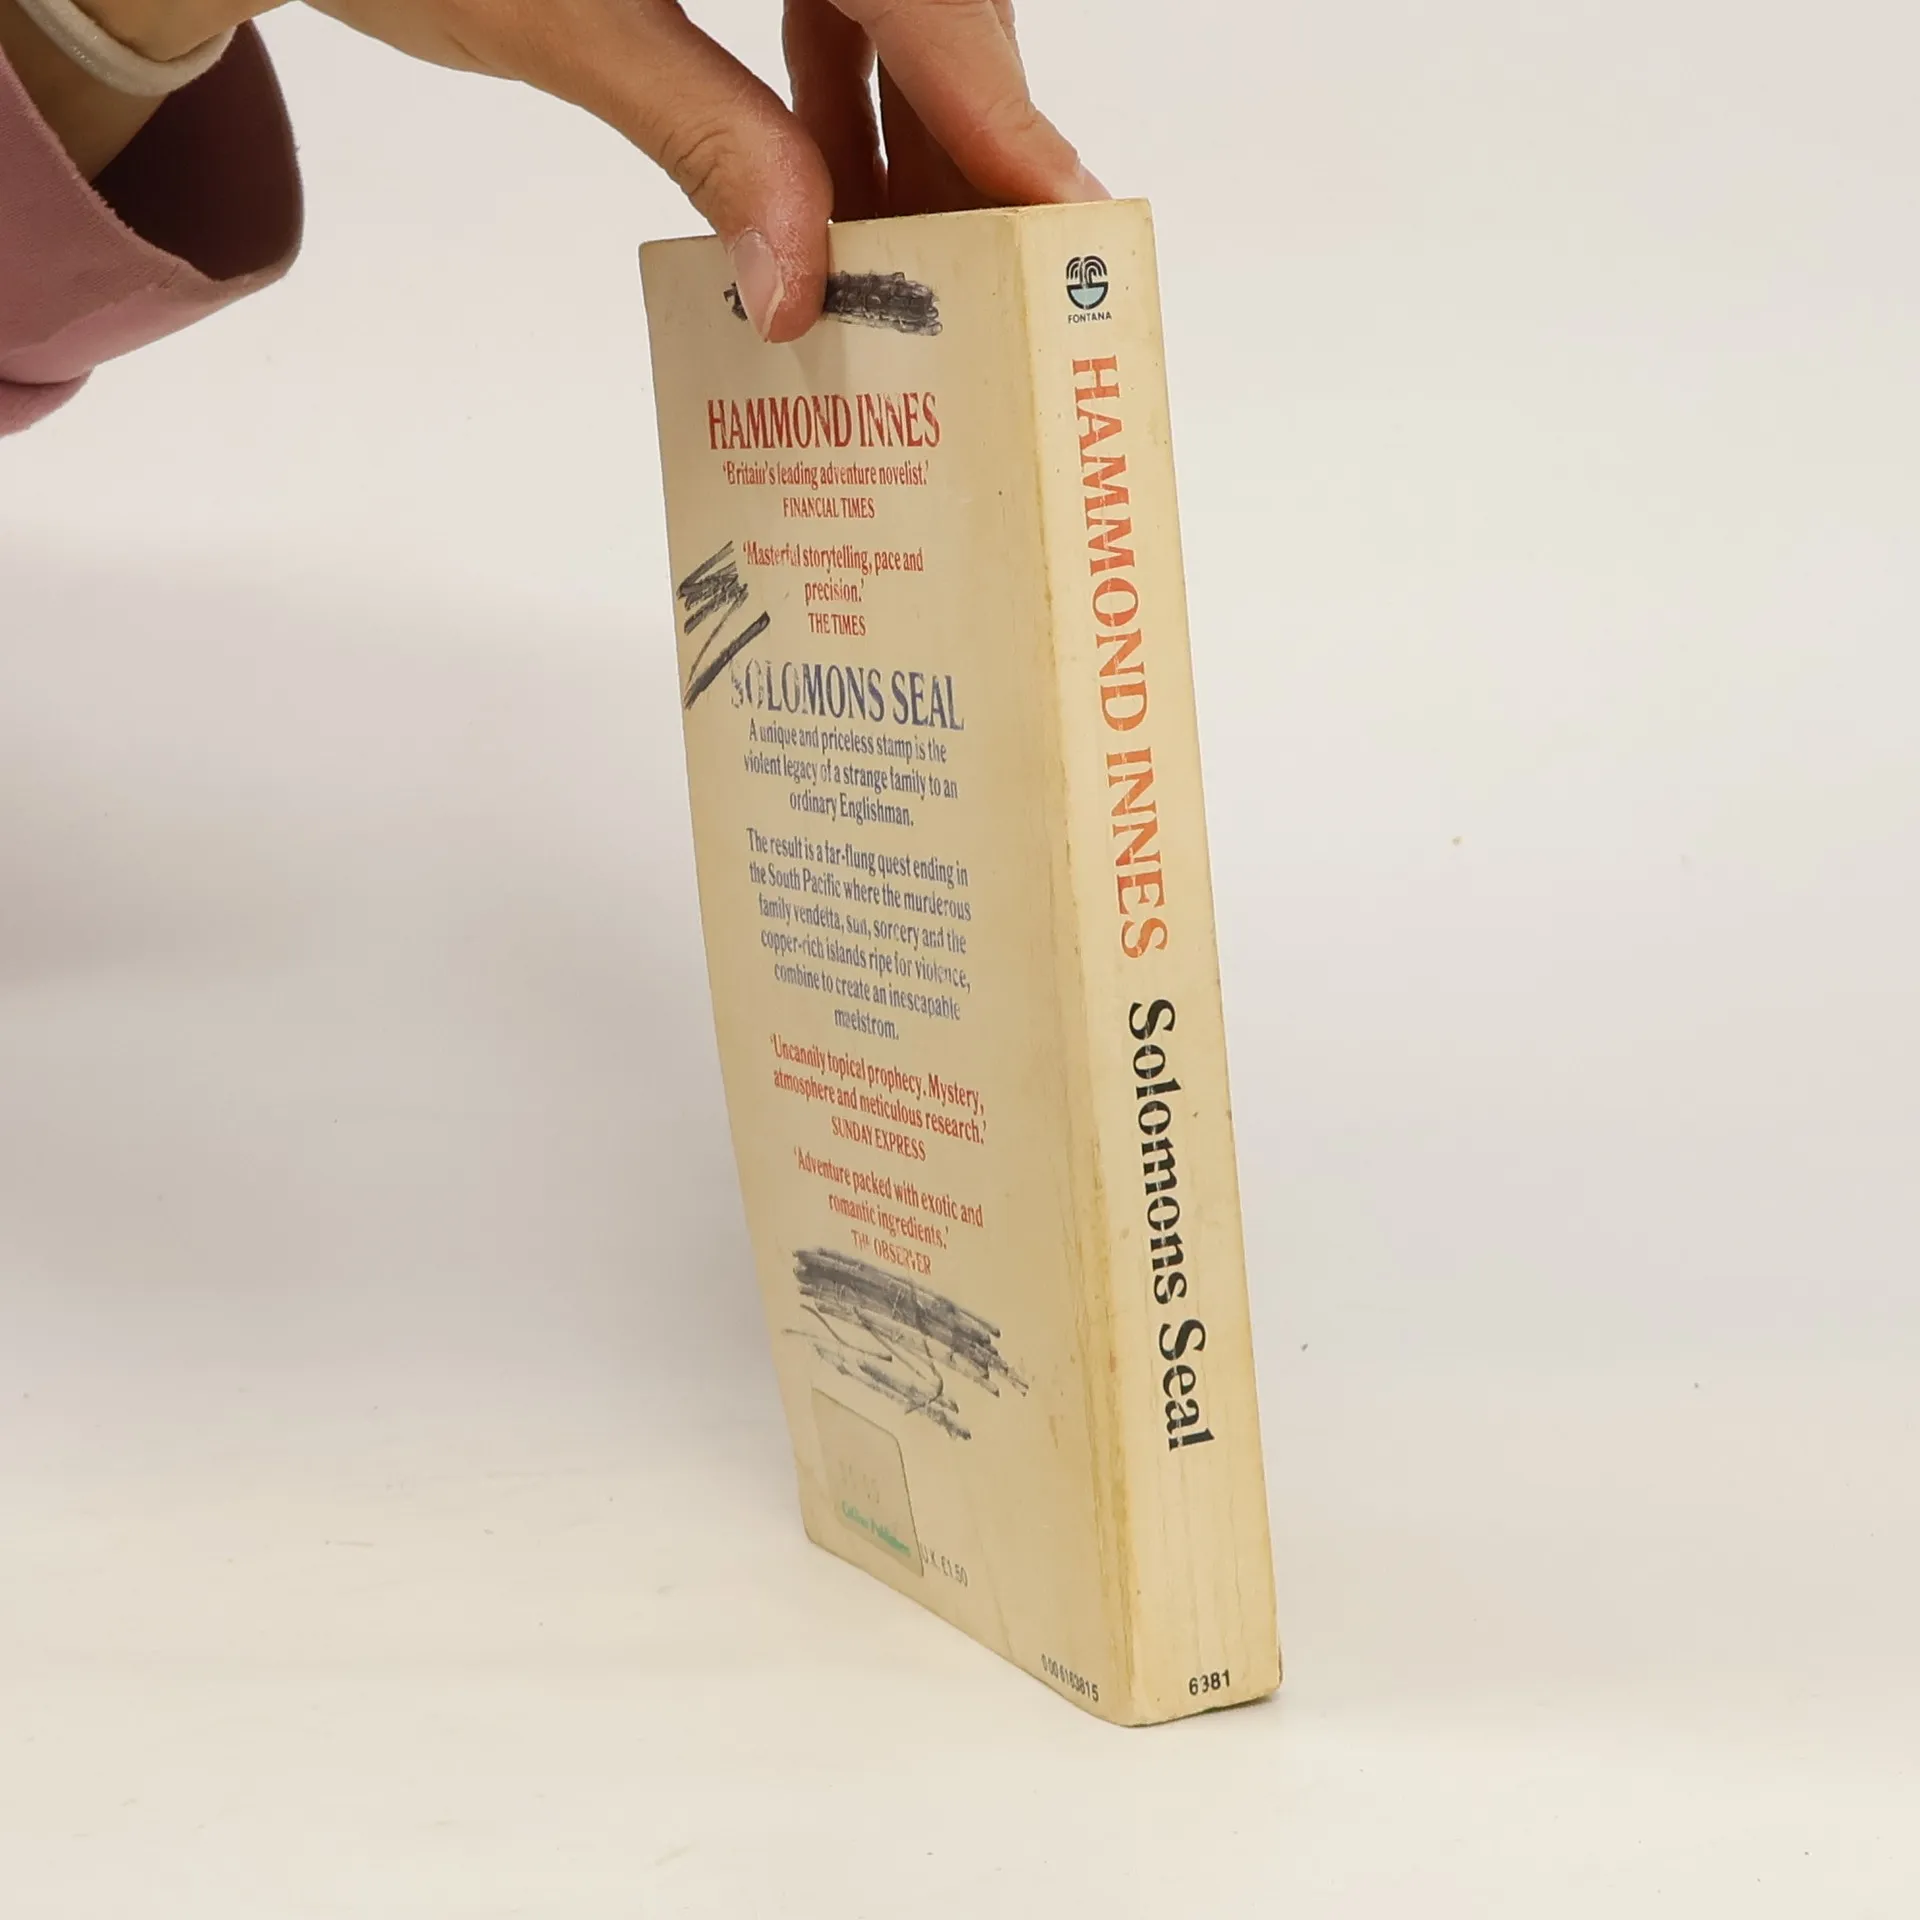 HAMMOND INNES
'Britain's leading adventure novelist.'
FINANCIAL TIMES
'Masterful storytelling, pace and
precision.'
THE TIMES
SOLOMONS SEAL
A unique and priceless stamp is the
violent legacy of a strange family to an
ordinary Englishman.
The result is a far-flung quest ending in
the South Pacific where the murderous
family vendetta, sun, sorcery and the
copper-rich islands ripe for violence,
combine to create an inescapable
maelstrom.
'Uncannily topical prophecy. Mystery,
atmosphere and meticulous research.'
SUNDAY EXPRESS
'Adventure packed with exotic and
romantic ingredients.'
THE OBSERVER
U.K. £1.50
0 00 616381 5
FONTANA
HAMMOND INNES Solomons Seal
6381